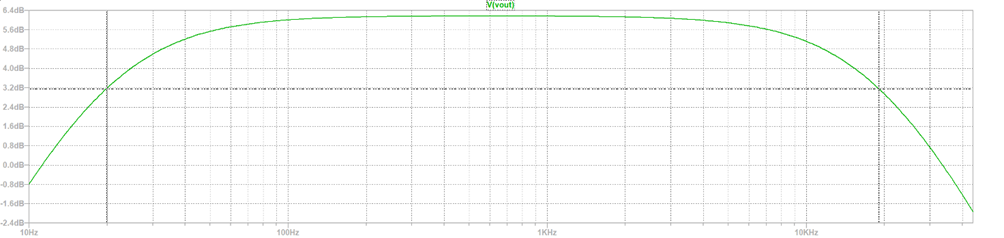 V(vout)
6.4dB
5.6dB
4.8dB
4.0dB
3.2dB
2.4dB
1.6dB
0.8dB
0.0dB
-0.8dB
-1.6dB
-2.4dB
10Hz 100Hz 1KHz 10KHz